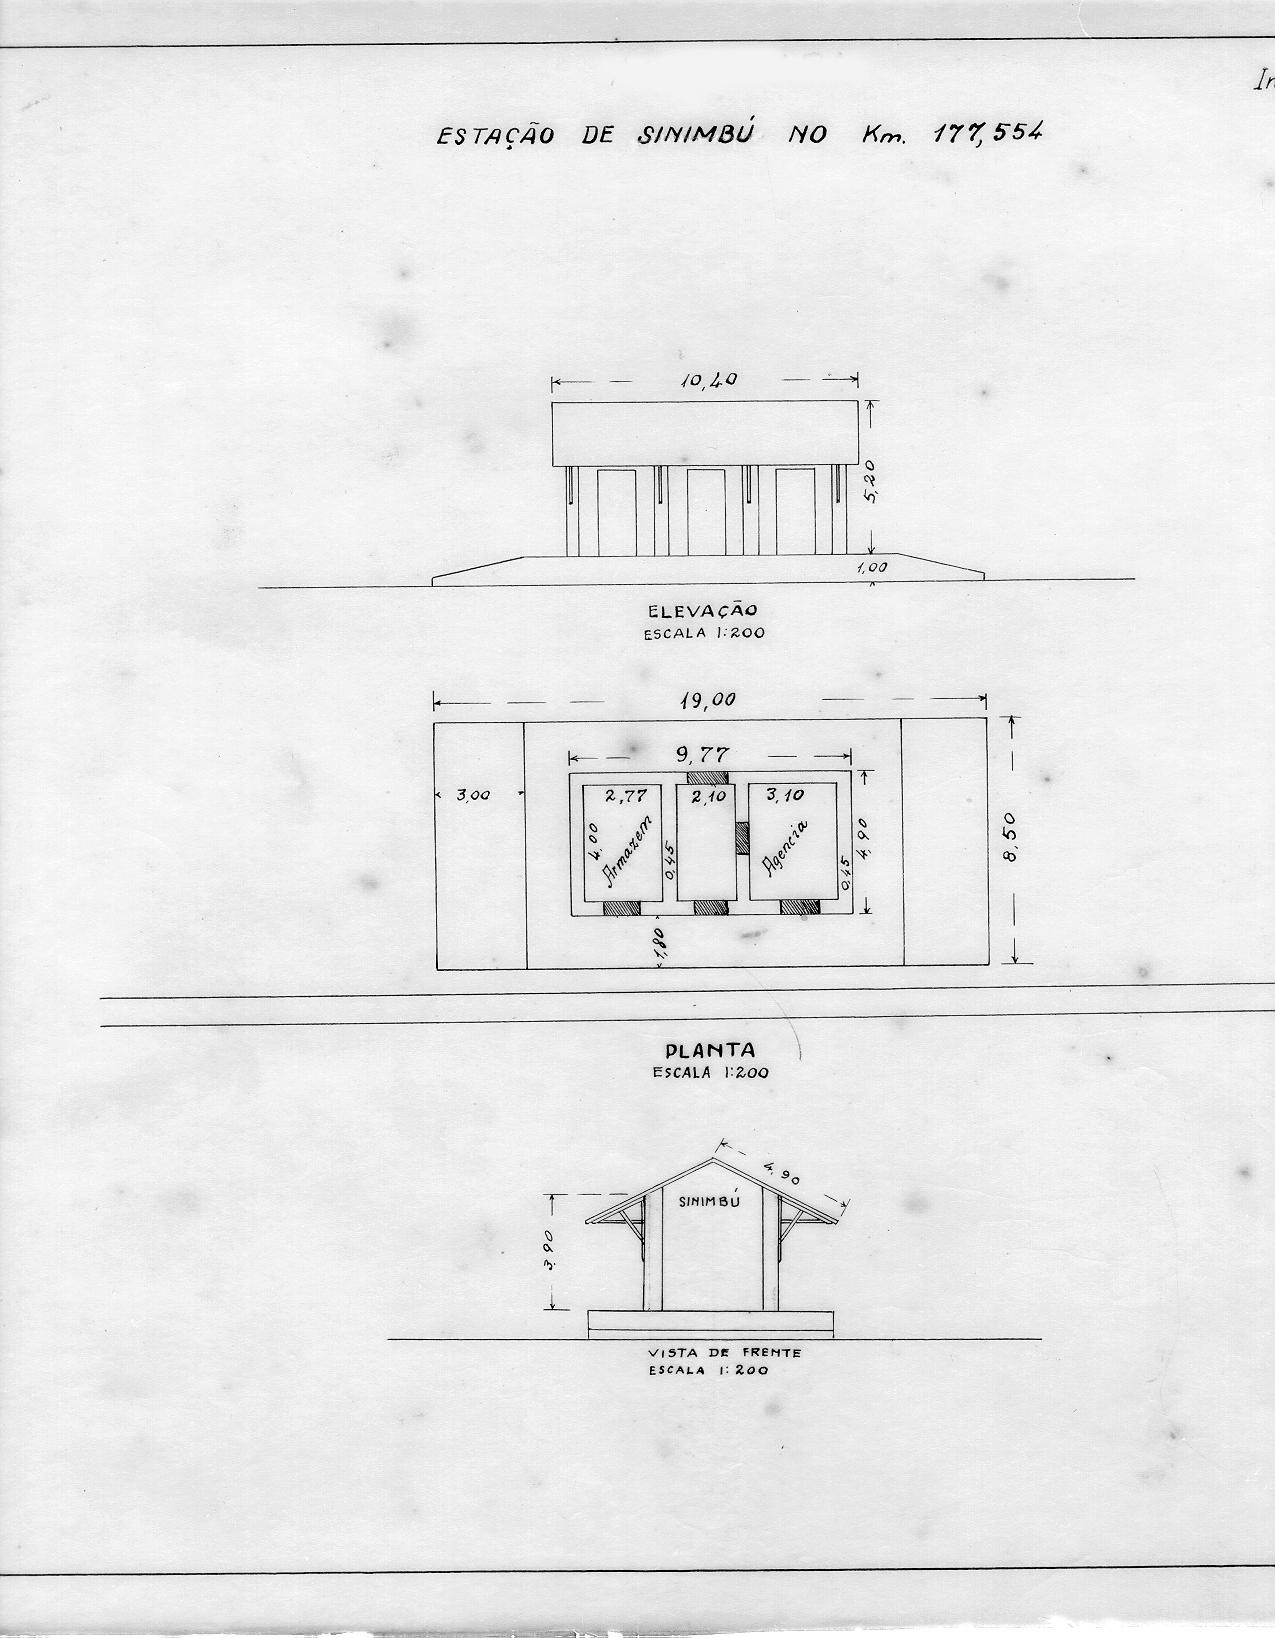 In
ESTAÇÃO DE SINIMBÚ NO Km. 177,554
10,40
5,20
1,00
ELEVAÇÃO
ESCALA 1:200
19,00
9,77
3,00
2,77
2,10
3,10
4,00
Armazem
0,45
Agencia
0,45
4,90
8,50
1,80
PLANTA
ESCALA 1:200
4,90
SINIMBÚ
3,90
VISTA DE FRENTE
ESCALA 1:200